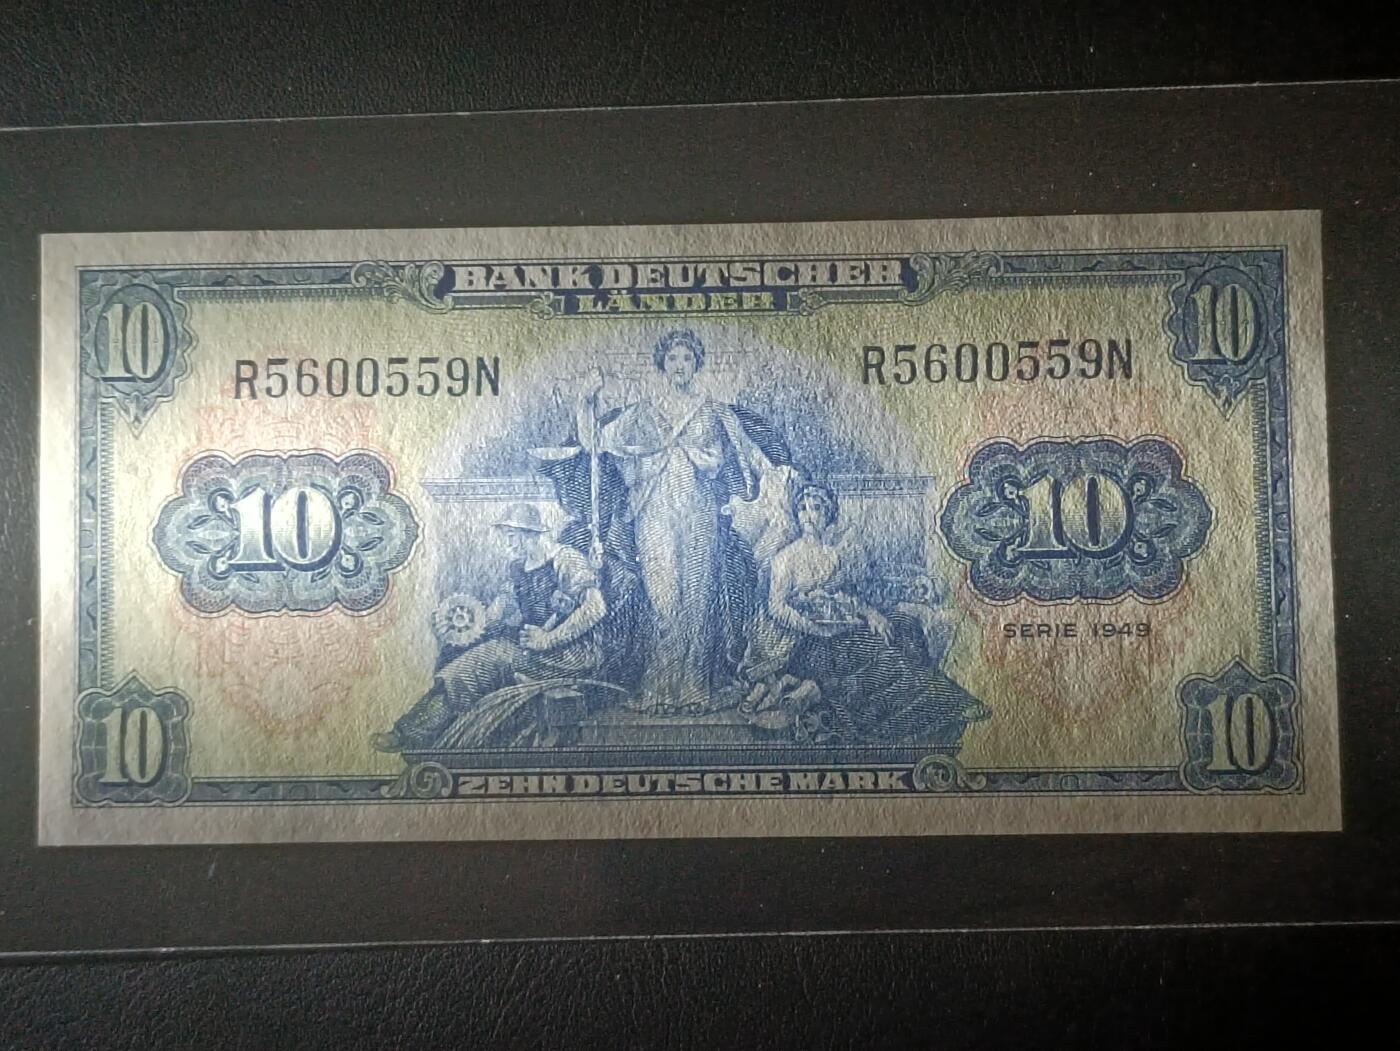 BANK DEUTSCHER
LÄNDER
10
10
R5600559N
R5600559N
10
10
SERIE 1949
10
10
ZEHN DEUTSCHE MARK